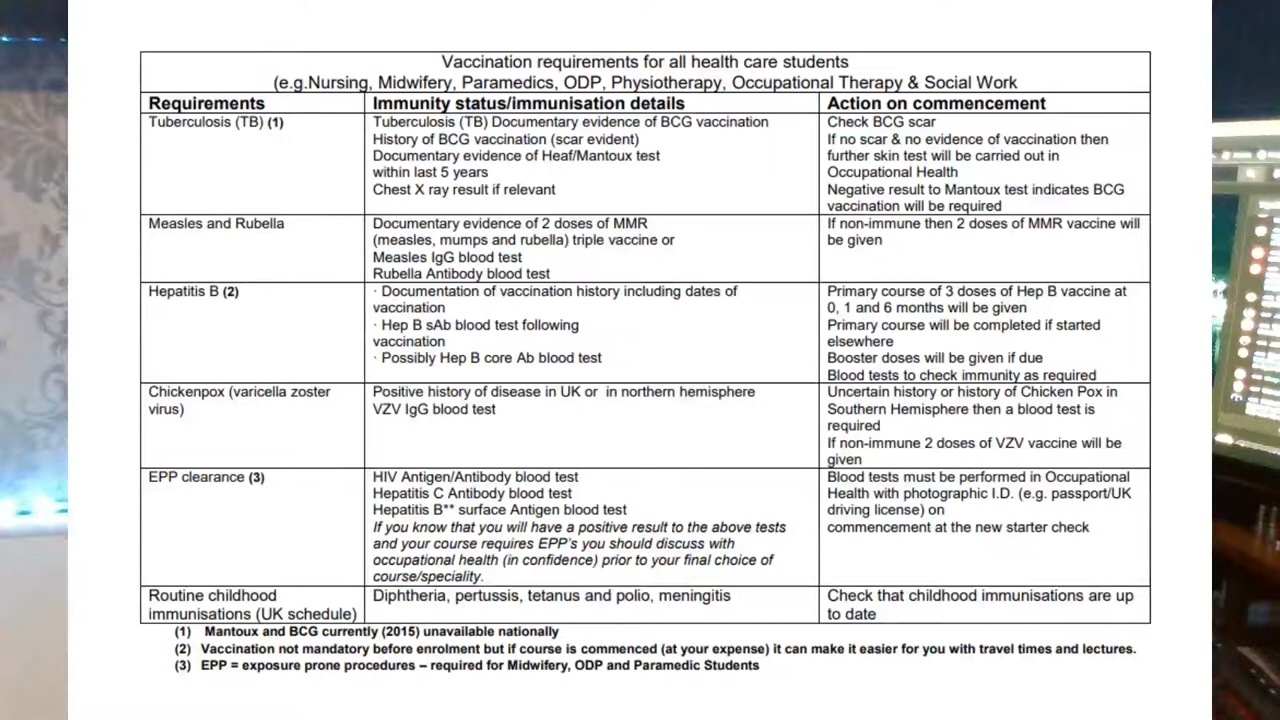 Vaccination requirements for all health care students
(e.g.Nursing, Midwifery, Paramedics, ODP, Physiotherapy, Occupational Therapy & Social Work
Requirements
Immunity status/immunisation details
Action on commencement
Tuberculosis (TB) (1)
Tuberculosis (TB) Documentary evidence of BCG vaccination
History of BCG vaccination (scar evident)
Documentary evidence of Heaf/Mantoux test
within last 5 years
Chest X ray result if relevant
Check BCG scar
If no scar & no evidence of vaccination then
further skin test will be carried out in
Occupational Health
Negative result to Mantoux test indicates BCG
vaccination will be required
Measles and Rubella
Documentary evidence of 2 doses of MMR
(measles, mumps and rubella) triple vaccine or
Measles IgG blood test
Rubella Antibody blood test
If non-immune then 2 doses of MMR vaccine will
be given
Hepatitis B (2)
· Documentation of vaccination history including dates of
vaccination
· Hep B sAb blood test following
vaccination
· Possibly Hep B core Ab blood test
Primary course of 3 doses of Hep B vaccine at
0, 1 and 6 months will be given
Primary course will be completed if started
elsewhere
Booster doses will be given if due
Blood tests to check immunity as required
Chickenpox (varicella zoster
virus)
Positive history of disease in UK or in northern hemisphere
VZV IgG blood test
Uncertain history or history of Chicken Pox in
Southern Hemisphere then a blood test is
required
If non-immune 2 doses of VZV vaccine will be
given
EPP clearance (3)
HIV Antigen/Antibody blood test
Hepatitis C Antibody blood test
Hepatitis B** surface Antigen blood test
If you know that you will have a positive result to the above tests
and your course requires EPP's you should discuss with
occupational health (in confidence) prior to your final choice of
course/speciality.
Blood tests must be performed in Occupational
Health with photographic I.D. (e.g. passport/UK
driving license) on
commencement at the new starter check
Routine childhood
immunisations (UK schedule)
Diphtheria, pertussis, tetanus and polio, meningitis
Check that childhood immunisations are up
to date
(1) Mantoux and BCG currently (2015) unavailable nationally
(2) Vaccination not mandatory before enrolment but if course is commenced (at your expense) it can make it easier for you with travel times and lectures.
(3) EPP = exposure prone procedures – required for Midwifery, ODP and Paramedic Students